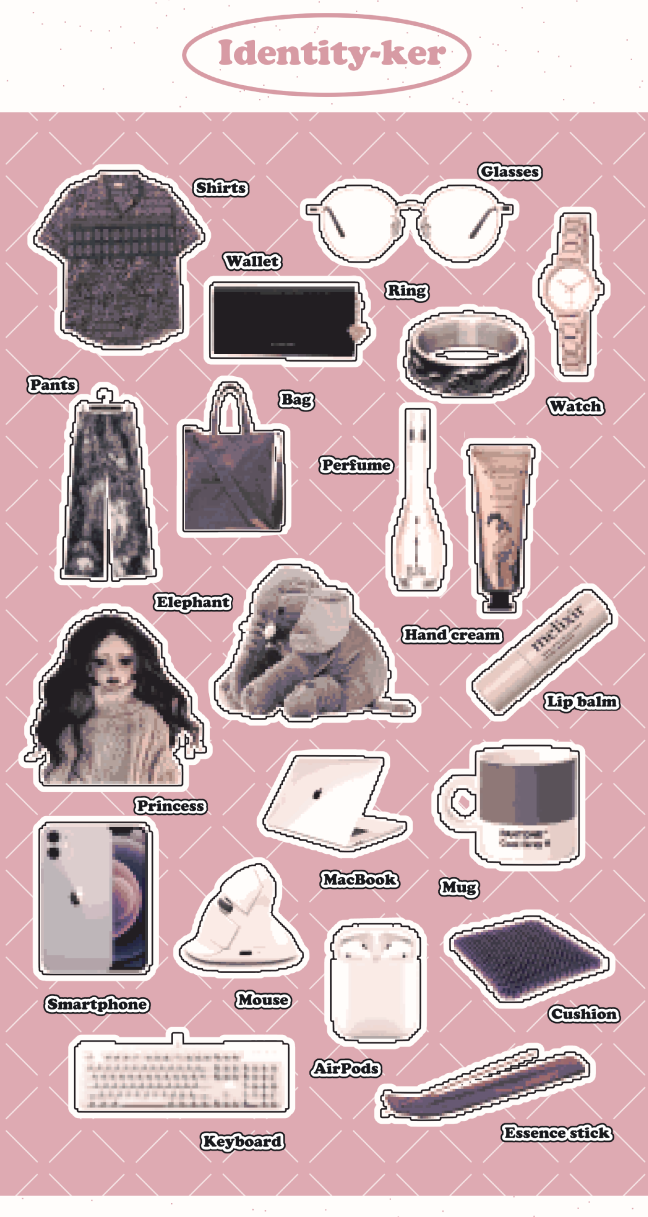 Identity-ker
Glasses
Shirts
Wallet
Ring
Pants
Bag
Watch
Perfume
Elephant
Hand cream
melixir
Lip balm
Princess
PANTONE®
MacBook
Mug
Smartphone
Mouse
Cushion
AirPods
Keyboard
Essence stick